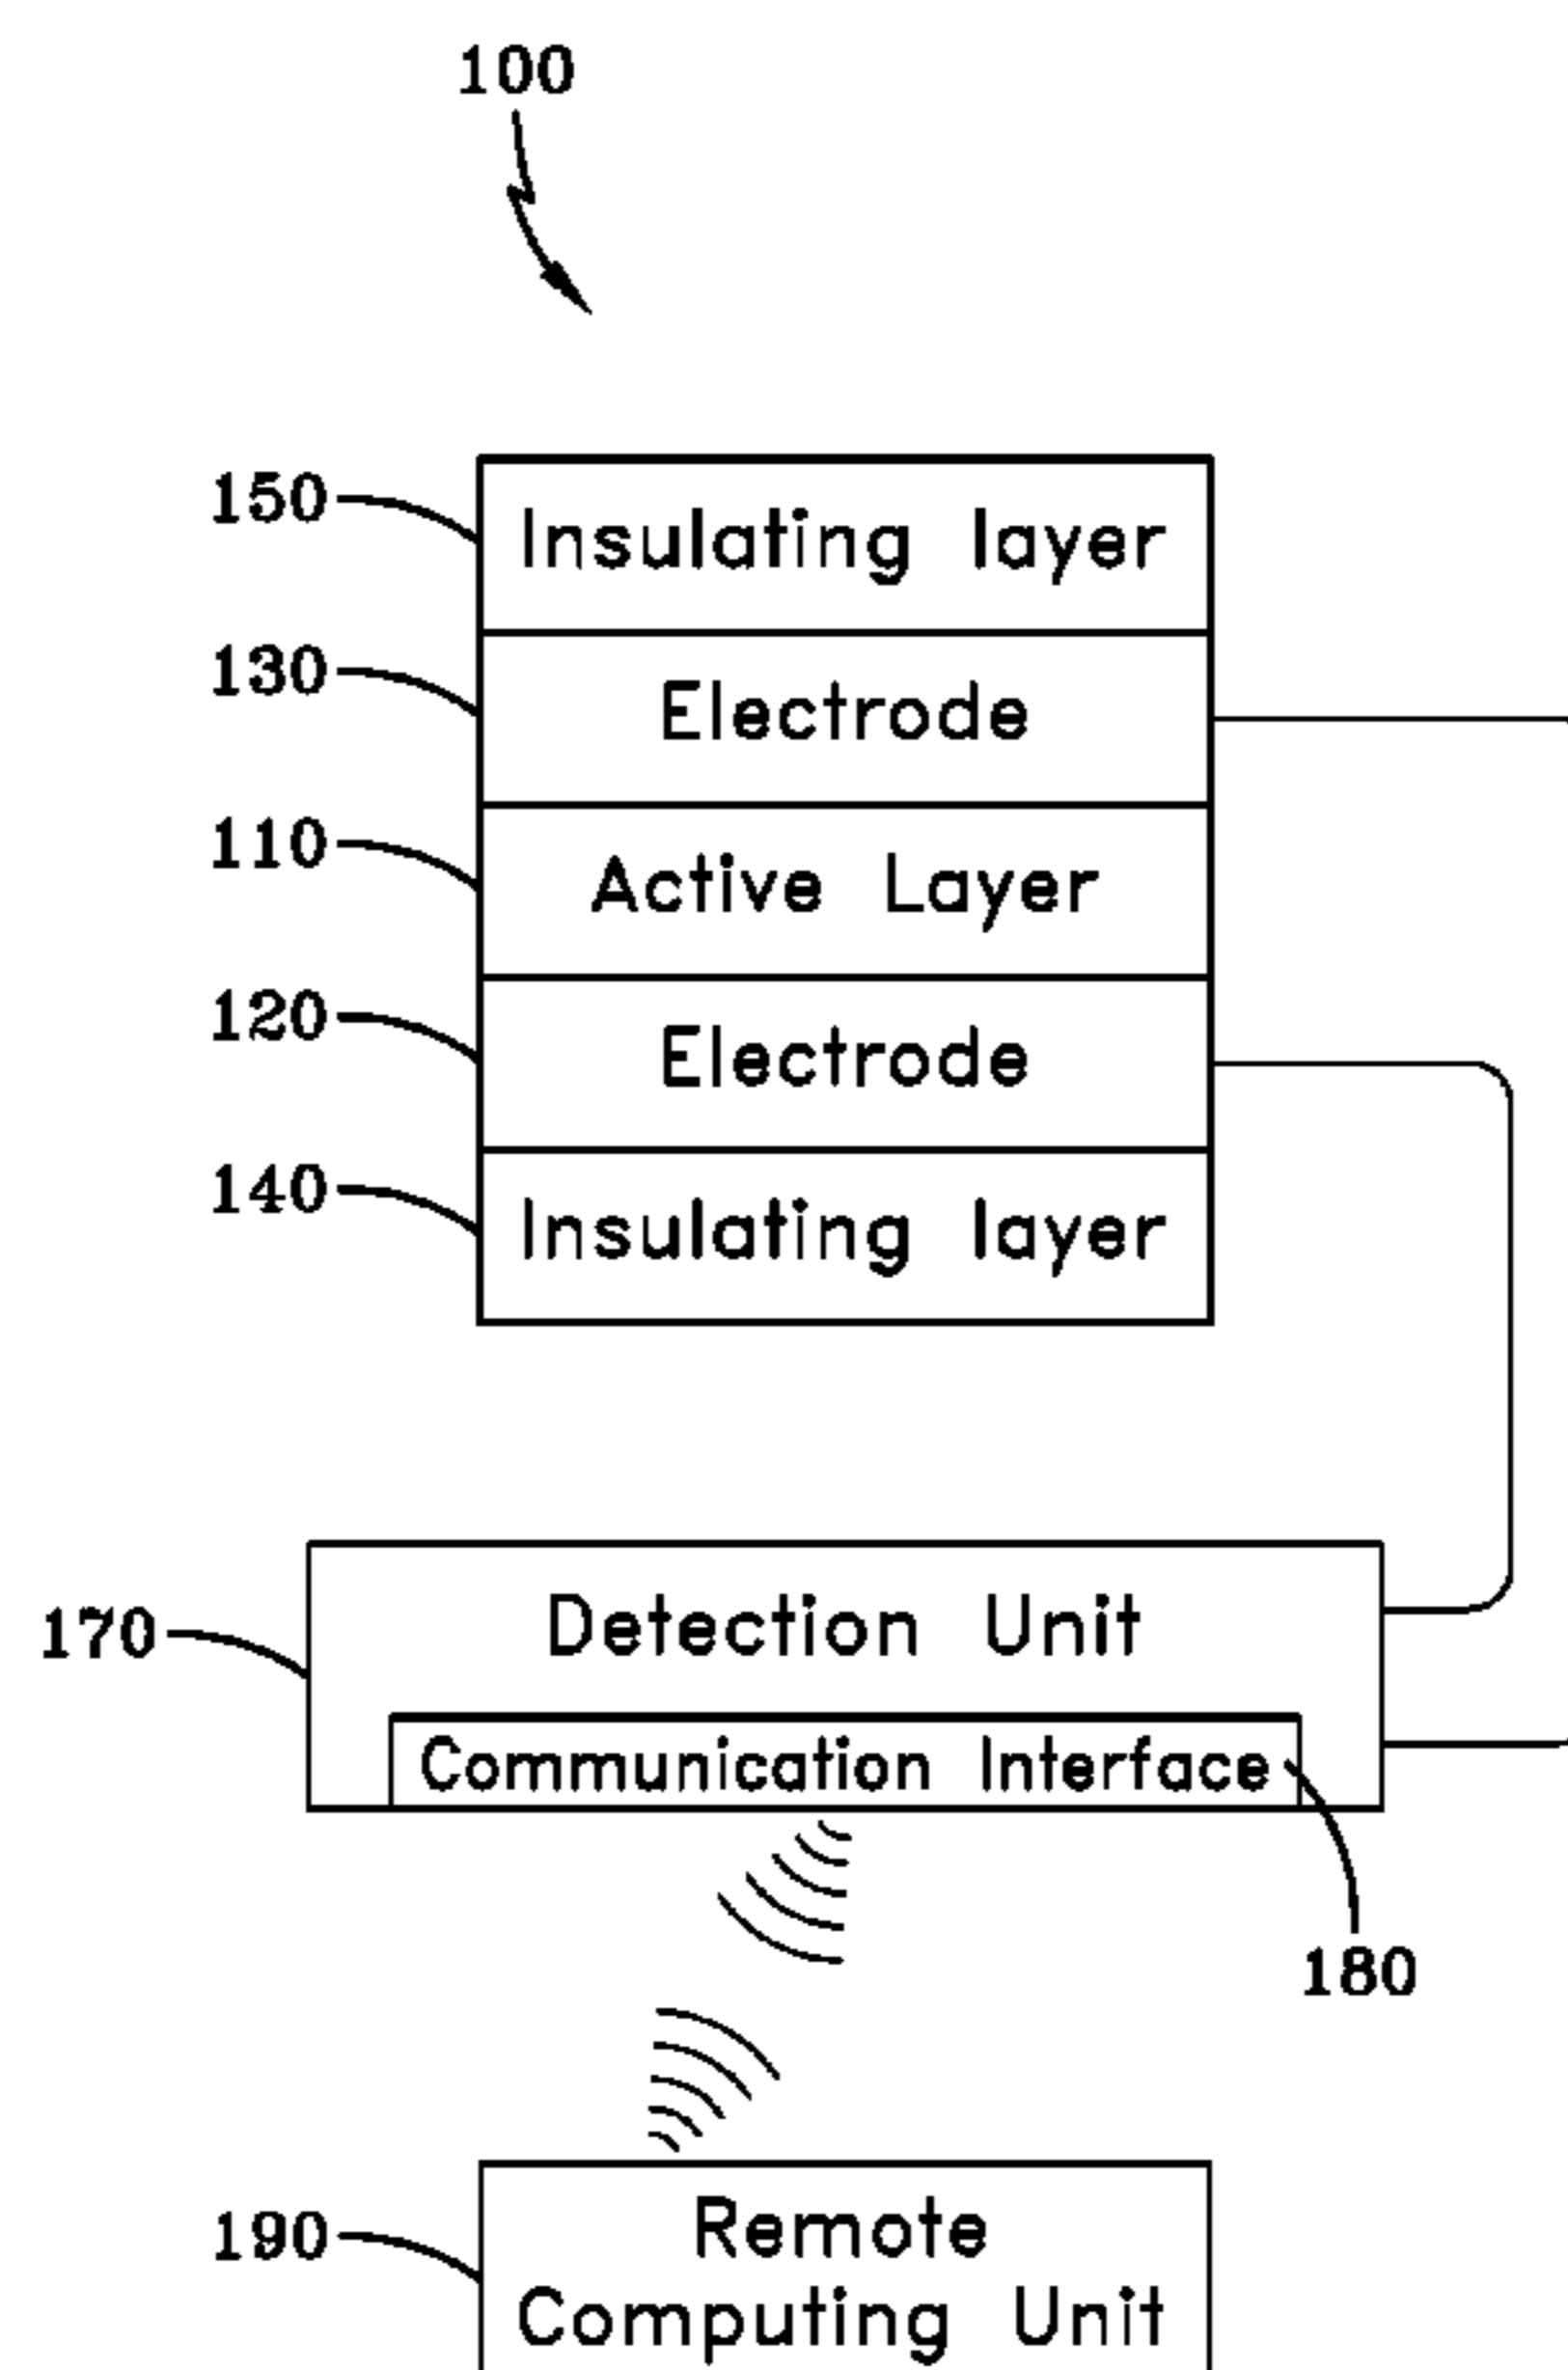 100
150
Insulating layer
130
Electrode
110
Active Layer
120
Electrode
140
Insulating layer
170
Detection Unit
Communication Interface
180
190
Remote
Computing Unit